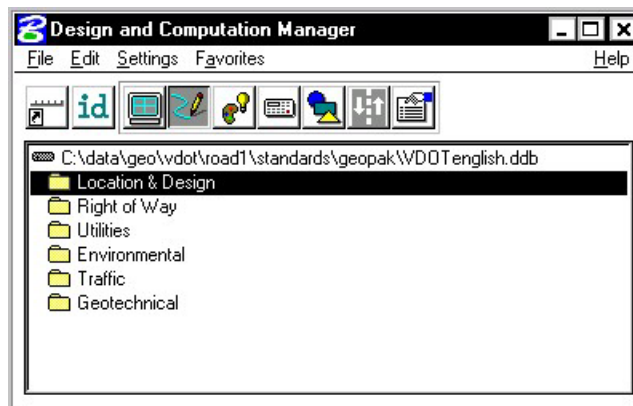 Design and Computation Manager
File Edit Settings Favorites Help
id
C:\data\geo\vdot\road1\standards\geopak\VDOTenglish.ddb
Location & Design
Right of Way
Utilities
Environmental
Traffic
Geotechnical